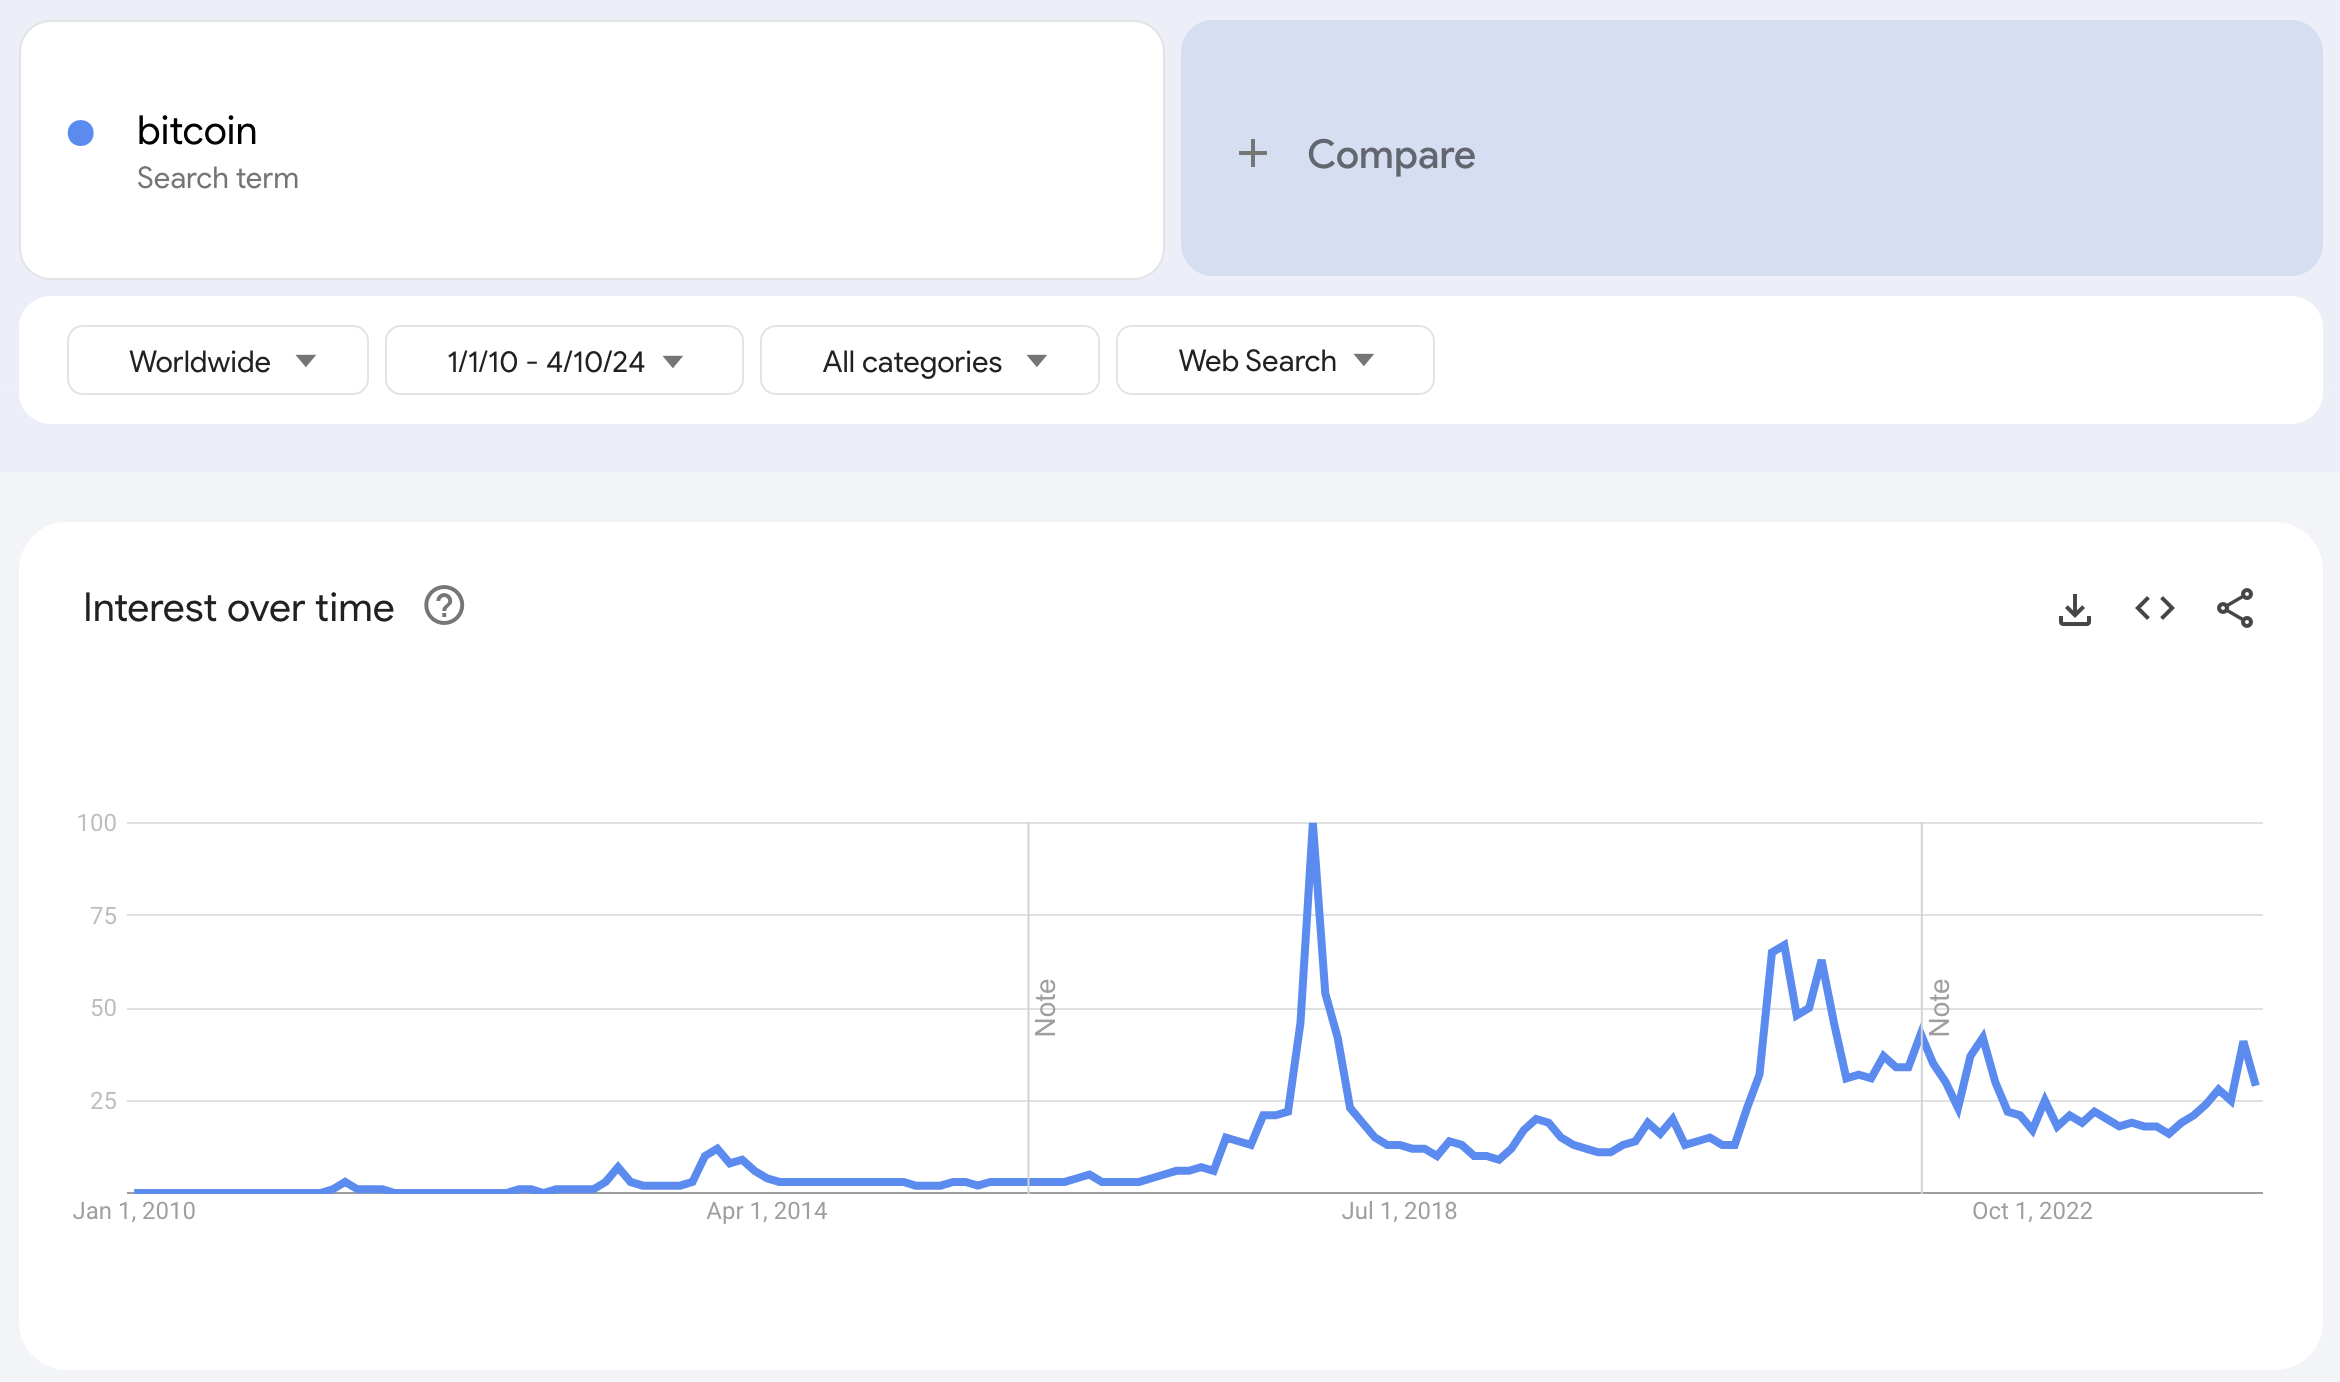 bitcoin
Search term
Compare
Worldwide
1/1/10 - 4/10/24
All categories
Web Search
Interest over time
100
75
50
25
Note
Note
Jan 1, 2010
Apr 1, 2014
Jul 1, 2018
Oct 1, 2022